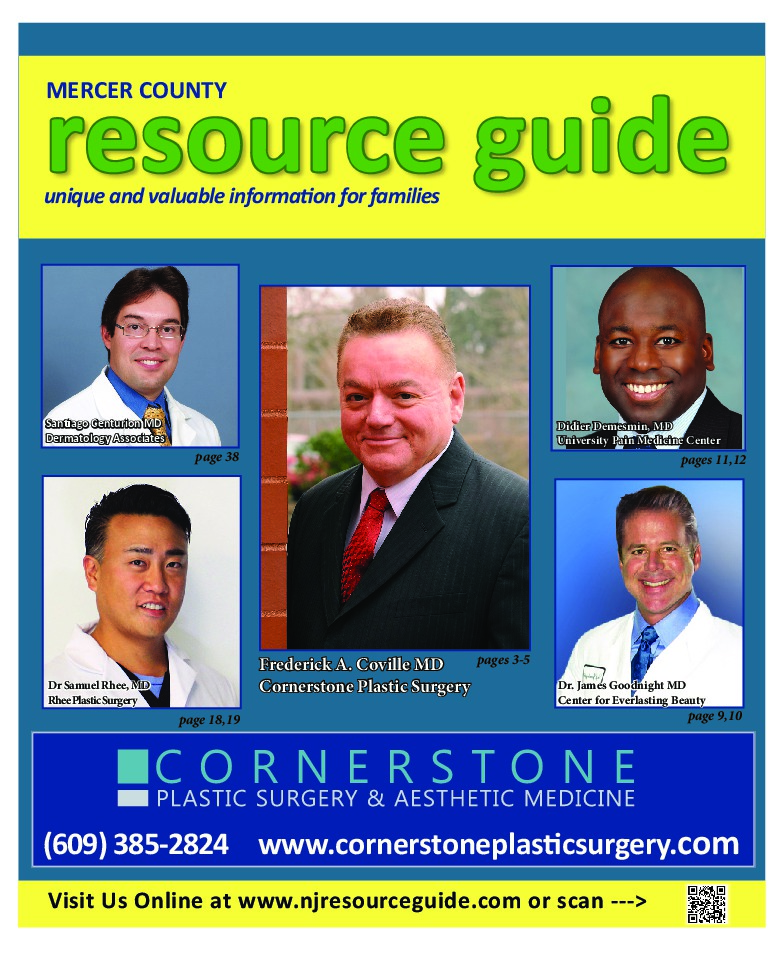 MERCER COUNTY
resource guide
unique and valuable information for families
Santiago Centurion MD
Dermatology Associates
page 38
Didier Demesmin, MD
University Pain Medicine Center
pages 11,12
Frederick A. Coville MD
Cornerstone Plastic Surgery
pages 3-5
Dr Samuel Rhee, MD
Rhee Plastic Surgery
page 18,19
Dr. James Goodnight MD
Center for Everlasting Beauty
page 9,10
CORNERSTONE
PLASTIC SURGERY & AESTHETIC MEDICINE
(609) 385-2824 www.cornerstoneplasticsurgery.com
Visit Us Online at www.njresourceguide.com or scan --->